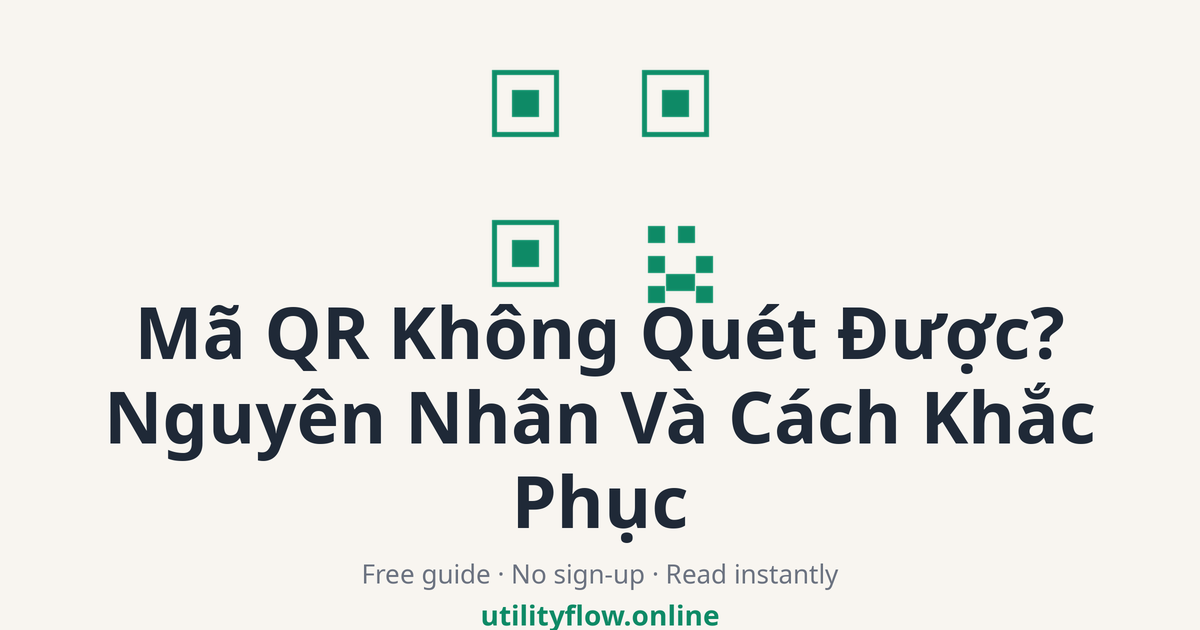 Mã QR Không Quét Được?
Nguyên Nhân Và Cách Khắc
Phục
Free guide · No sign-up · Read instantly
utilityflow.online